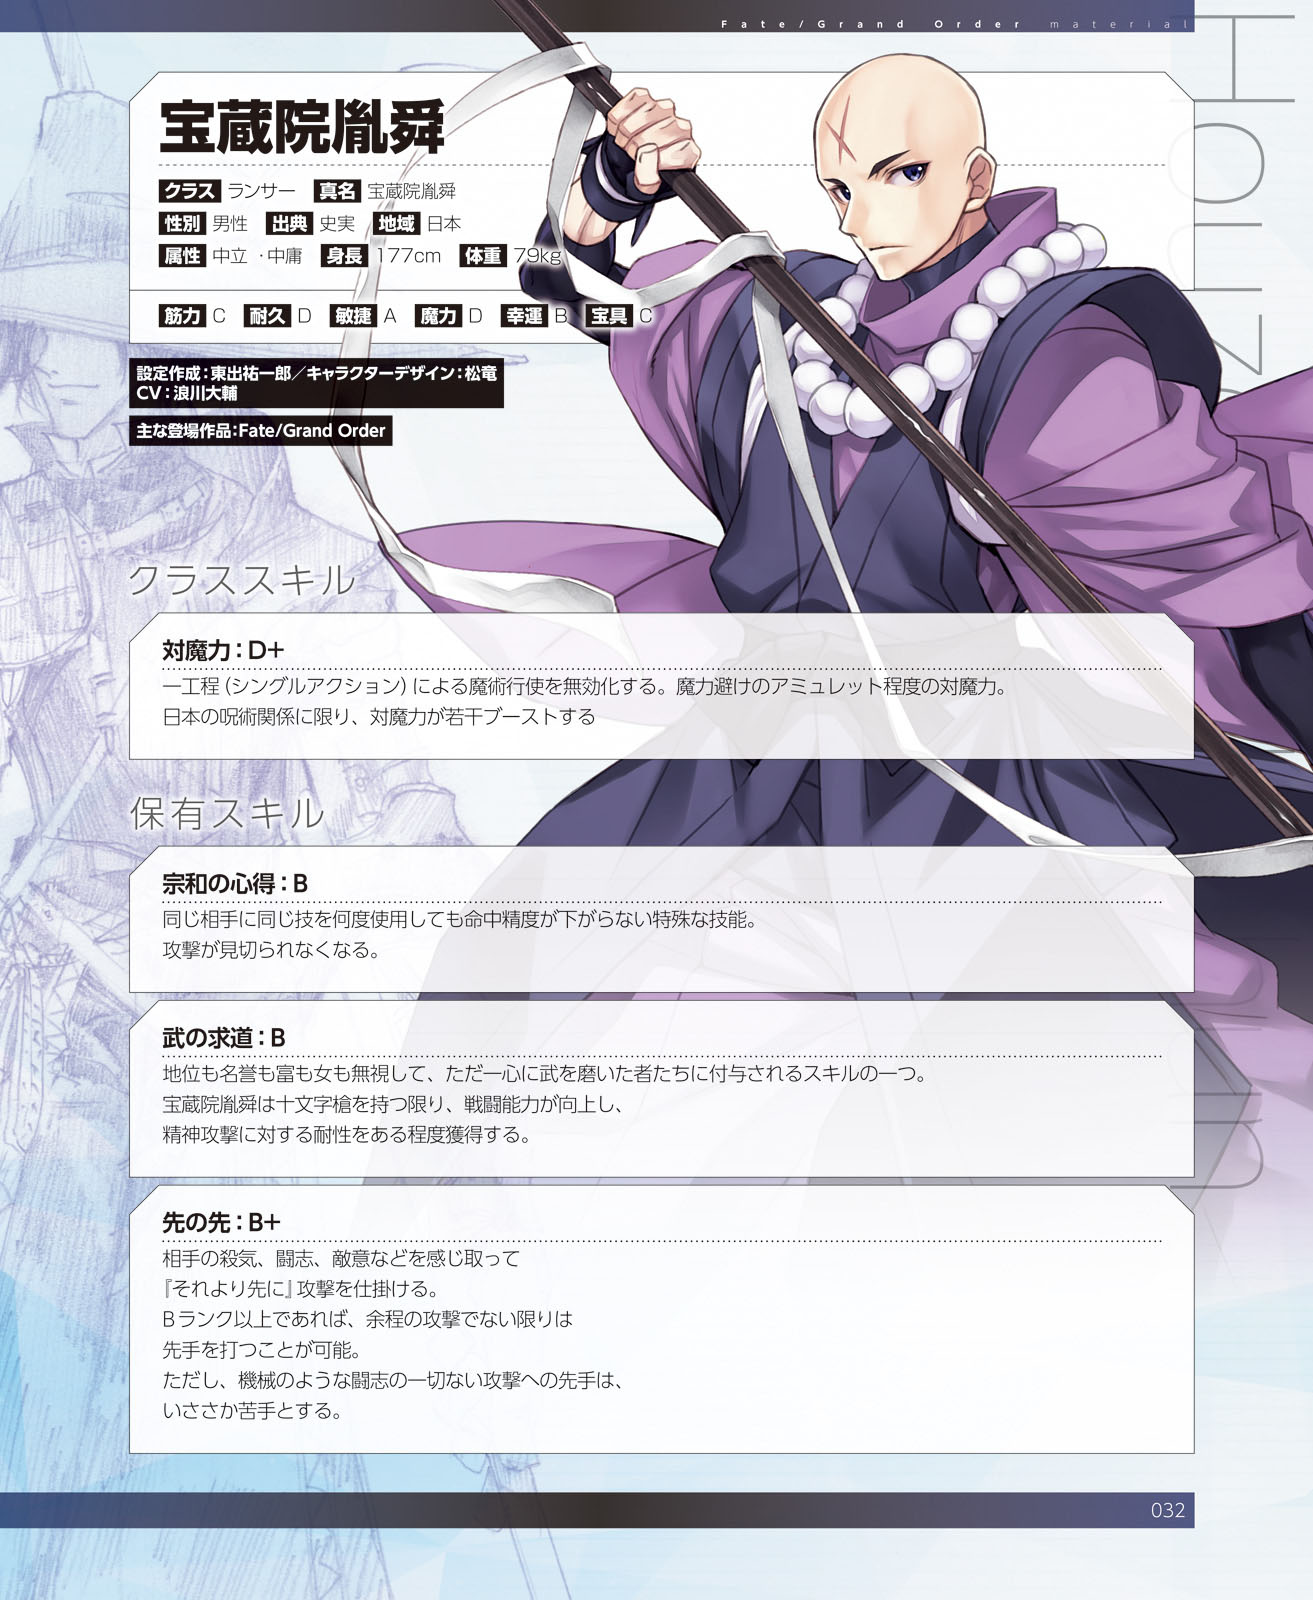 Fate/Grand Order material
宝蔵院胤舜
クラス ランサー 真名 宝蔵院胤舜
性別 男性 出典 史実 地域 日本
属性 中立・中庸 身長 177cm 体重 79kg
筋力 C 耐久 D 敏捷 A 魔力 D 幸運 B 宝具 C
設定作成：東出祐一郎／キャラクターデザイン：松竜
CV：浪川大輔
主な登場作品：Fate/Grand Order
クラススキル
対魔力：D+
一工程（シングルアクション）による魔術行使を無効化する。魔力避けのアミュレット程度の対魔力。
日本の呪術関係に限り、対魔力が若干ブーストする
保有スキル
宗和の心得：B
同じ相手に同じ技を何度使用しても命中精度が下がらない特殊な技能。
攻撃が見切られなくなる。
武の求道：B
地位も名誉も富も女も無視して、ただ一心に武を磨いた者たちに付与されるスキルの一つ。
宝蔵院胤舜は十文字槍を持つ限り、戦闘能力が向上し、
精神攻撃に対する耐性をある程度獲得する。
先の先：B+
相手の殺気、闘志、敵意などを感じ取って
『それより先に』攻撃を仕掛ける。
Bランク以上であれば、余程の攻撃でない限りは
先手を打つことが可能。
ただし、機械のような闘志の一切ない攻撃への先手は、
いささか苦手とする。
032